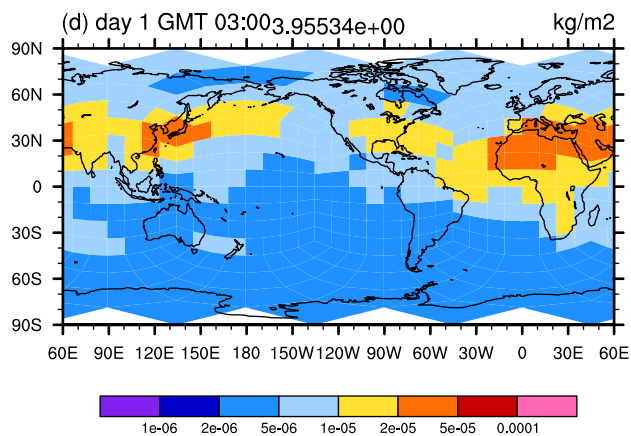 (d) day 1 GMT 03:00 3.95534e+00 kg/m2
90N
60N
30N
0
30S
60S
90S
60E 90E 120E 150E 180 150W 120W 90W 60W 30W 0 30E 60E
1e-06 2e-06 5e-06 1e-05 2e-05 5e-05 0.0001